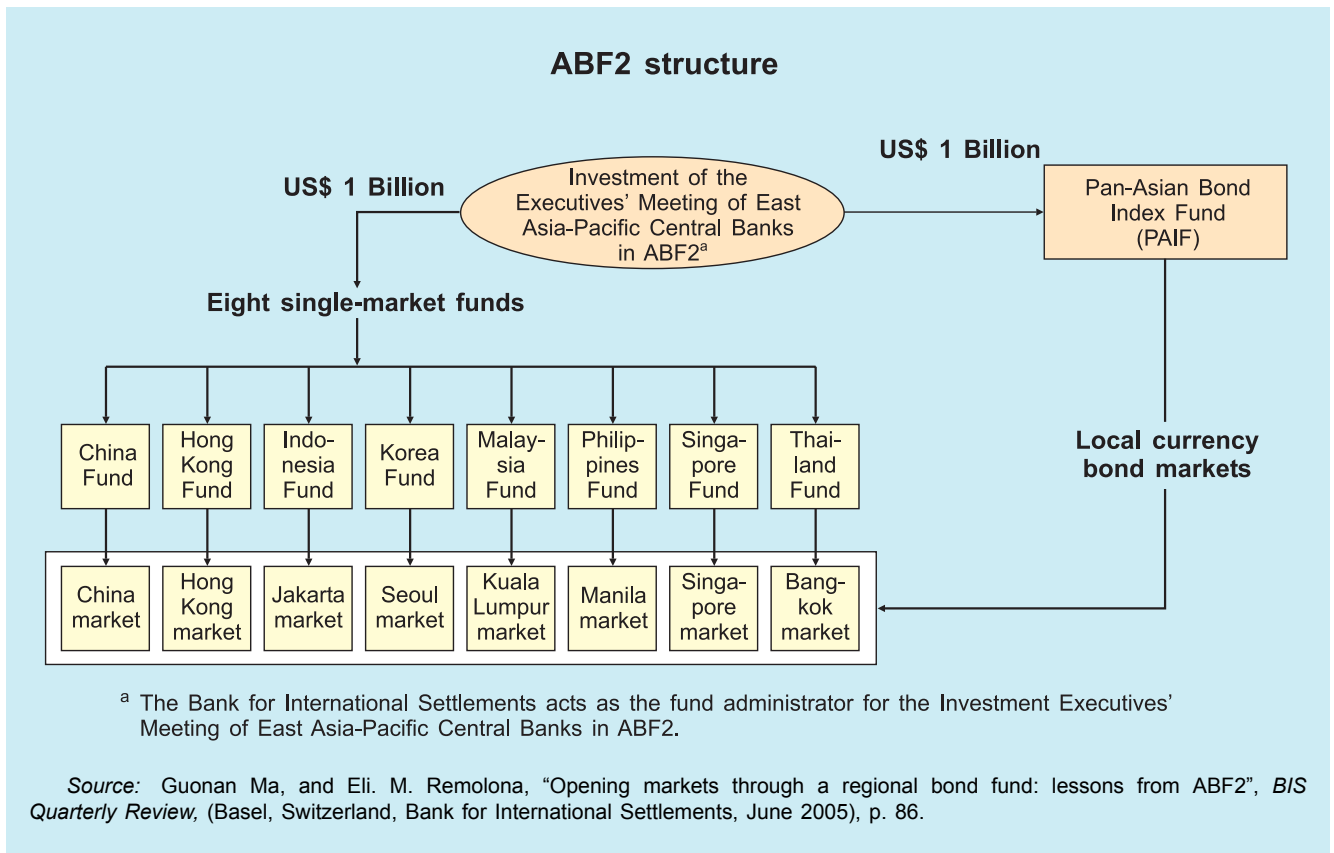 ABF2 structure
US$ 1 Billion
US$ 1 Billion
Investment of the
Executives’ Meeting of East
Asia-Pacific Central Banks
in ABF2a
Pan-Asian Bond
Index Fund
(PAIF)
Eight single-market funds
China
Fund
Hong
Kong
Fund
Indo-
nesia
Fund
Korea
Fund
Malay-
sia
Fund
Philip-
pines
Fund
Singa-
pore
Fund
Thai-
land
Fund
Local currency
bond markets
China
market
Hong
Kong
market
Jakarta
market
Seoul
market
Kuala
Lumpur
market
Manila
market
Singa-
pore
market
Bang-
kok
market
a The Bank for International Settlements acts as the fund administrator for the Investment Executives’
Meeting of East Asia-Pacific Central Banks in ABF2.
Source: Guonan Ma, and Eli. M. Remolona, “Opening markets through a regional bond fund: lessons from ABF2”, BIS
Quarterly Review, (Basel, Switzerland, Bank for International Settlements, June 2005), p. 86.